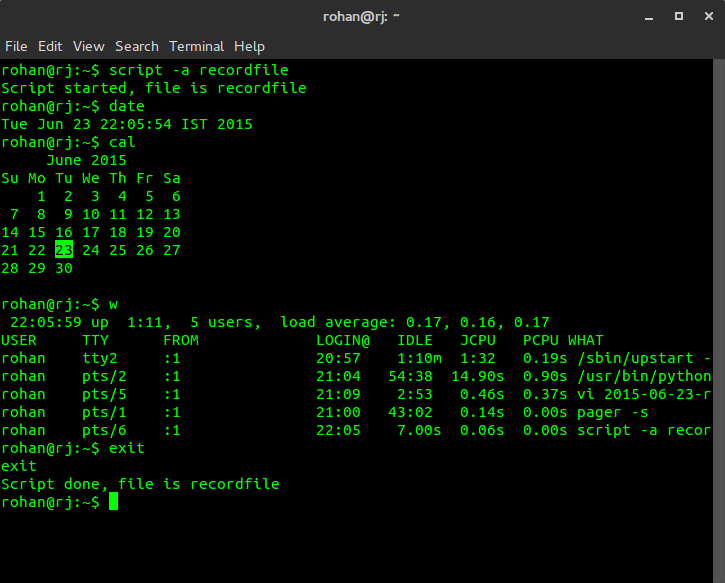 rohan@rj: ~
File Edit View Search Terminal Help
rohan@rj:~$ script -a recordfile
Script started, file is recordfile
rohan@rj:~$ date
Tue Jun 23 22:05:54 IST 2015
rohan@rj:~$ cal
     June 2015
Su Mo Tu We Th Fr Sa
    1  2  3  4  5  6
 7  8  9 10 11 12 13
14 15 16 17 18 19 20
21 22 23 24 25 26 27
28 29 30
rohan@rj:~$ w
 22:05:59 up  1:11,  5 users,  load average: 0.17, 0.16, 0.17
USER     TTY      FROM             LOGIN@   IDLE   JCPU   PCPU WHAT
rohan    tty2     :1               20:57    1:10m  1:32   0.19s /sbin/upstart -
rohan    pts/2    :1               21:04   54:38  14.90s  0.90s /usr/bin/python
rohan    pts/5    :1               21:09    2:53   0.46s  0.37s vi 2015-06-23-r
rohan    pts/1    :1               21:00   43:02   0.14s  0.00s pager -s
rohan    pts/6    :1               22:05    7.00s  0.06s  0.00s script -a recor
rohan@rj:~$ exit
exit
Script done, file is recordfile
rohan@rj:~$